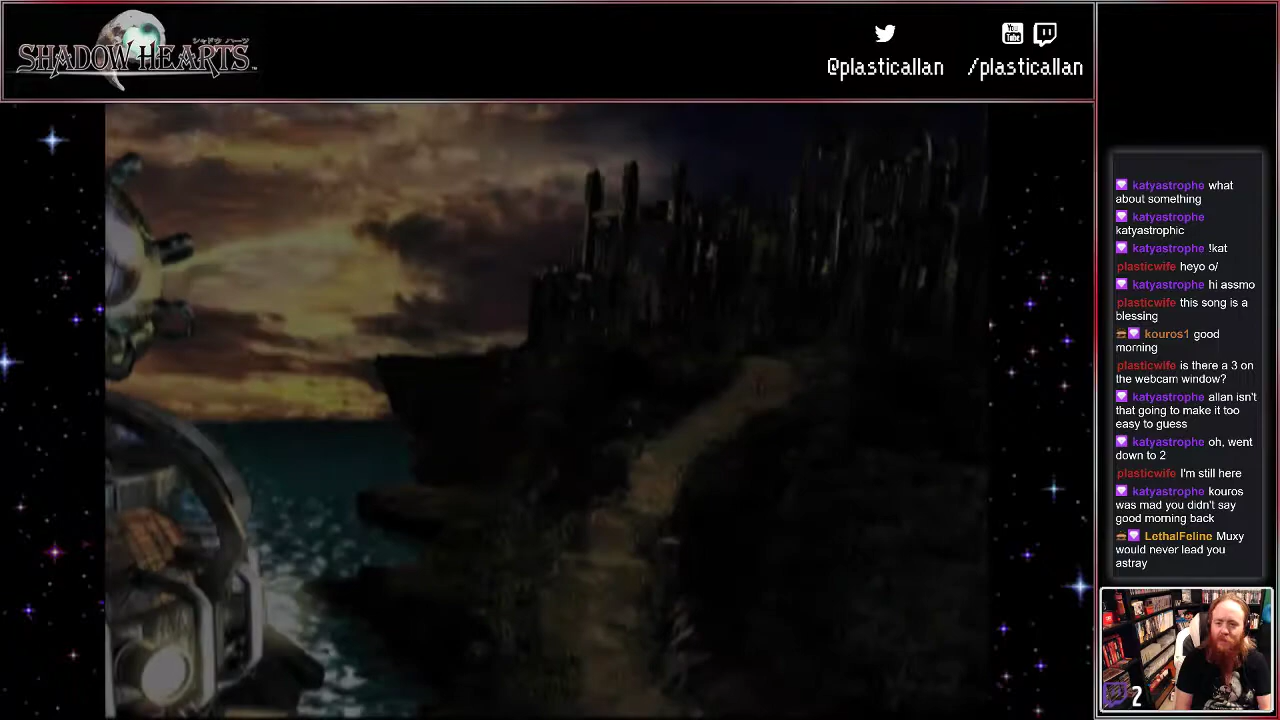 シャドウ ハーツ
SHADOW HEARTS™
@plasticallan
You Tube
/plasticallan
katyastrophe what
about something
katyastrophe
katyastrophic
katyastrophe !kat
plasticwife heyo o/
katyastrophe hi assmo
plasticwife this song is a
blessing
kouros1 good
morning
plasticwife is there a 3 on
the webcam window?
katyastrophe allan isn't
that going to make it too
easy to guess
katyastrophe oh, went
down to 2
plasticwife I'm still here
katyastrophe kouros
was mad you didn't say
good morning back
LethalFeline Muxy
would never lead you
astray
2